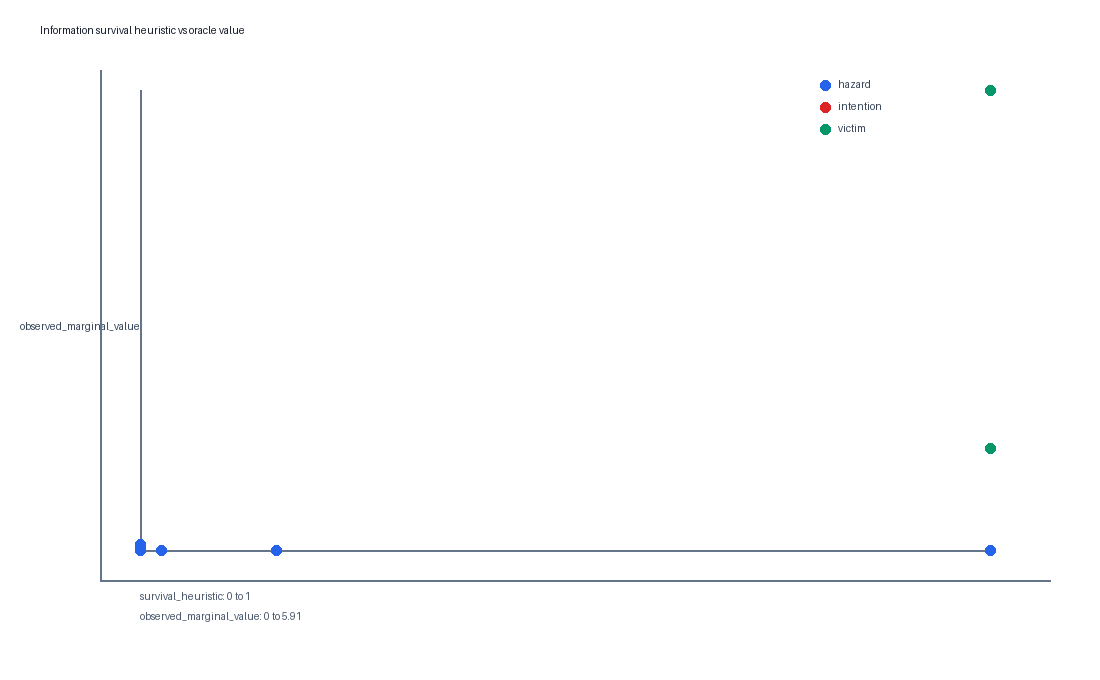 Information survival heuristic vs oracle value
hazard
intention
victim
observed_marginal_value
survival_heuristic: 0 to 1
observed_marginal_value: 0 to 5.91